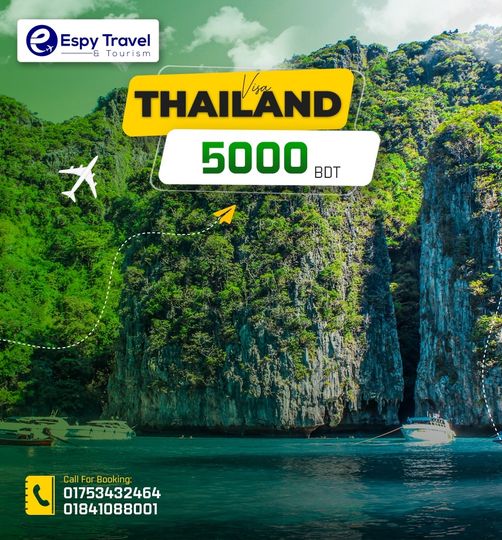 Espy Travel
& Tourism
Visa
THAILAND
5000 BDT
Call For Booking:
01753432464
01841088001